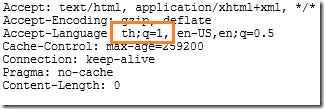 Accept: text/html, application/xhtml+xml, */*
Accept-Encoding: gzip, deflate
Accept-Language: th;q=1, en-US,en;q=0.5
Cache-Control: max-age=259200
Connection: keep-alive
Pragma: no-cache
Content-Length: 0